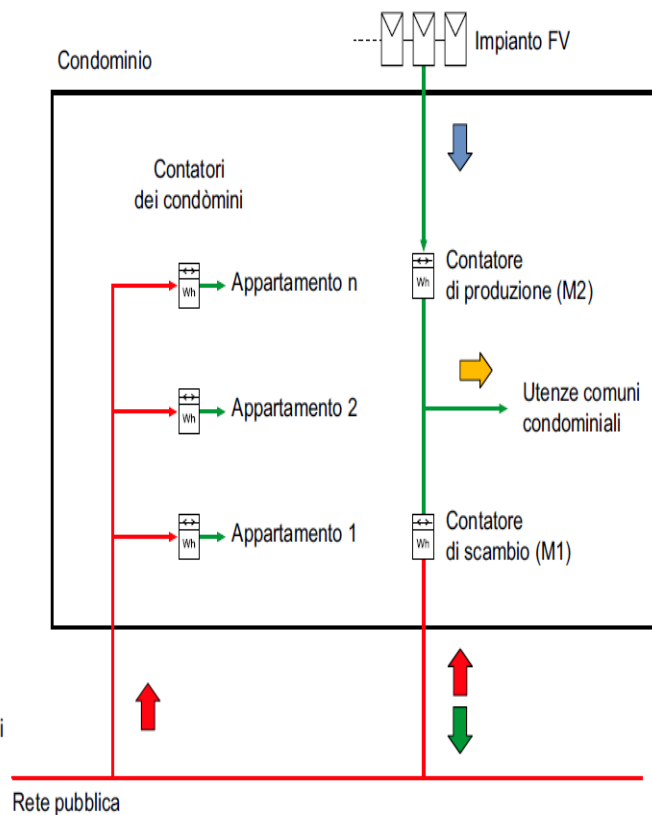 Impianto FV
Condominio
Contatori
dei condòmini
Contatore
di produzione (M2)
Wh
Appartamento n
Wh
Utenze comuni
condominiali
Wh
Appartamento 2
Contatore
di scambio (M1)
Wh
Appartamento 1
Wh
i
Rete pubblica